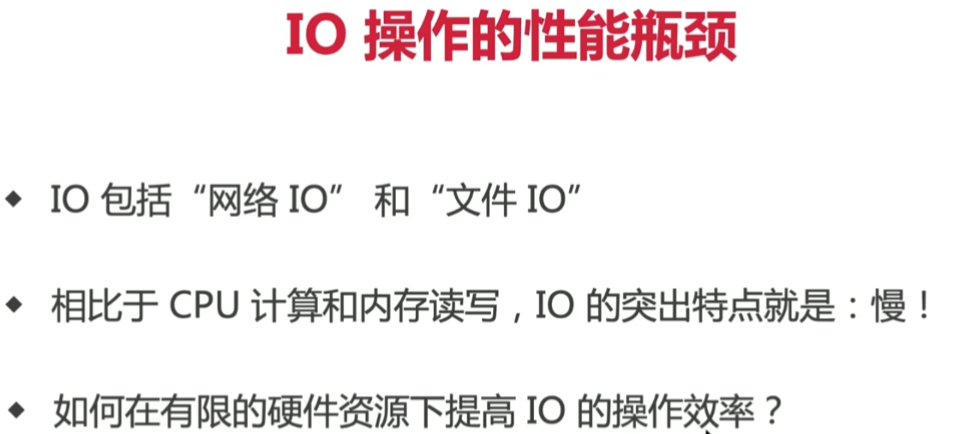 IO 操作的性能瓶颈
◆ IO 包括“网络 IO” 和“文件 IO”
◆ 相比于 CPU 计算和内存读写，IO 的突出特点就是：慢！
◆ 如何在有限的硬件资源下提高 IO 的操作效率？